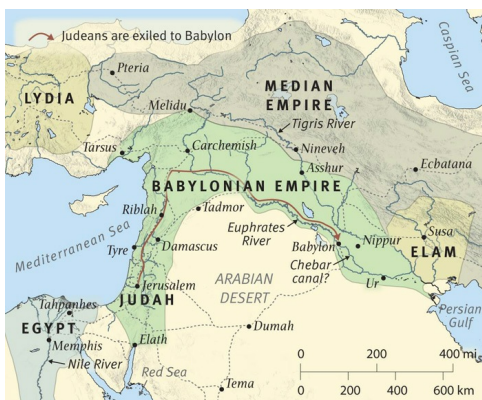 Judeans are exiled to Babylon
Caspian Sea
Pteria
LYDIA
MEDIAN
EMPIRE
Melidu
Tigris River
Tarsus
Carchemish
Nineveh
Asshur
Ecbatana
BABYLONIAN EMPIRE
Riblah
Tadmor
Mediterranean Sea
Euphrates
River
Tyre
Damascus
Babylon
Nippur
Susa
ELAM
Chebar
canal?
Ur
Jerusalem
JUDAH
ARABIAN
DESERT
Persian
Gulf
Tahpanhes
EGYPT
Memphis
Nile River
Elath
Dumah
Red Sea
Tema
0 200 400 mi
0 200 400 600 km